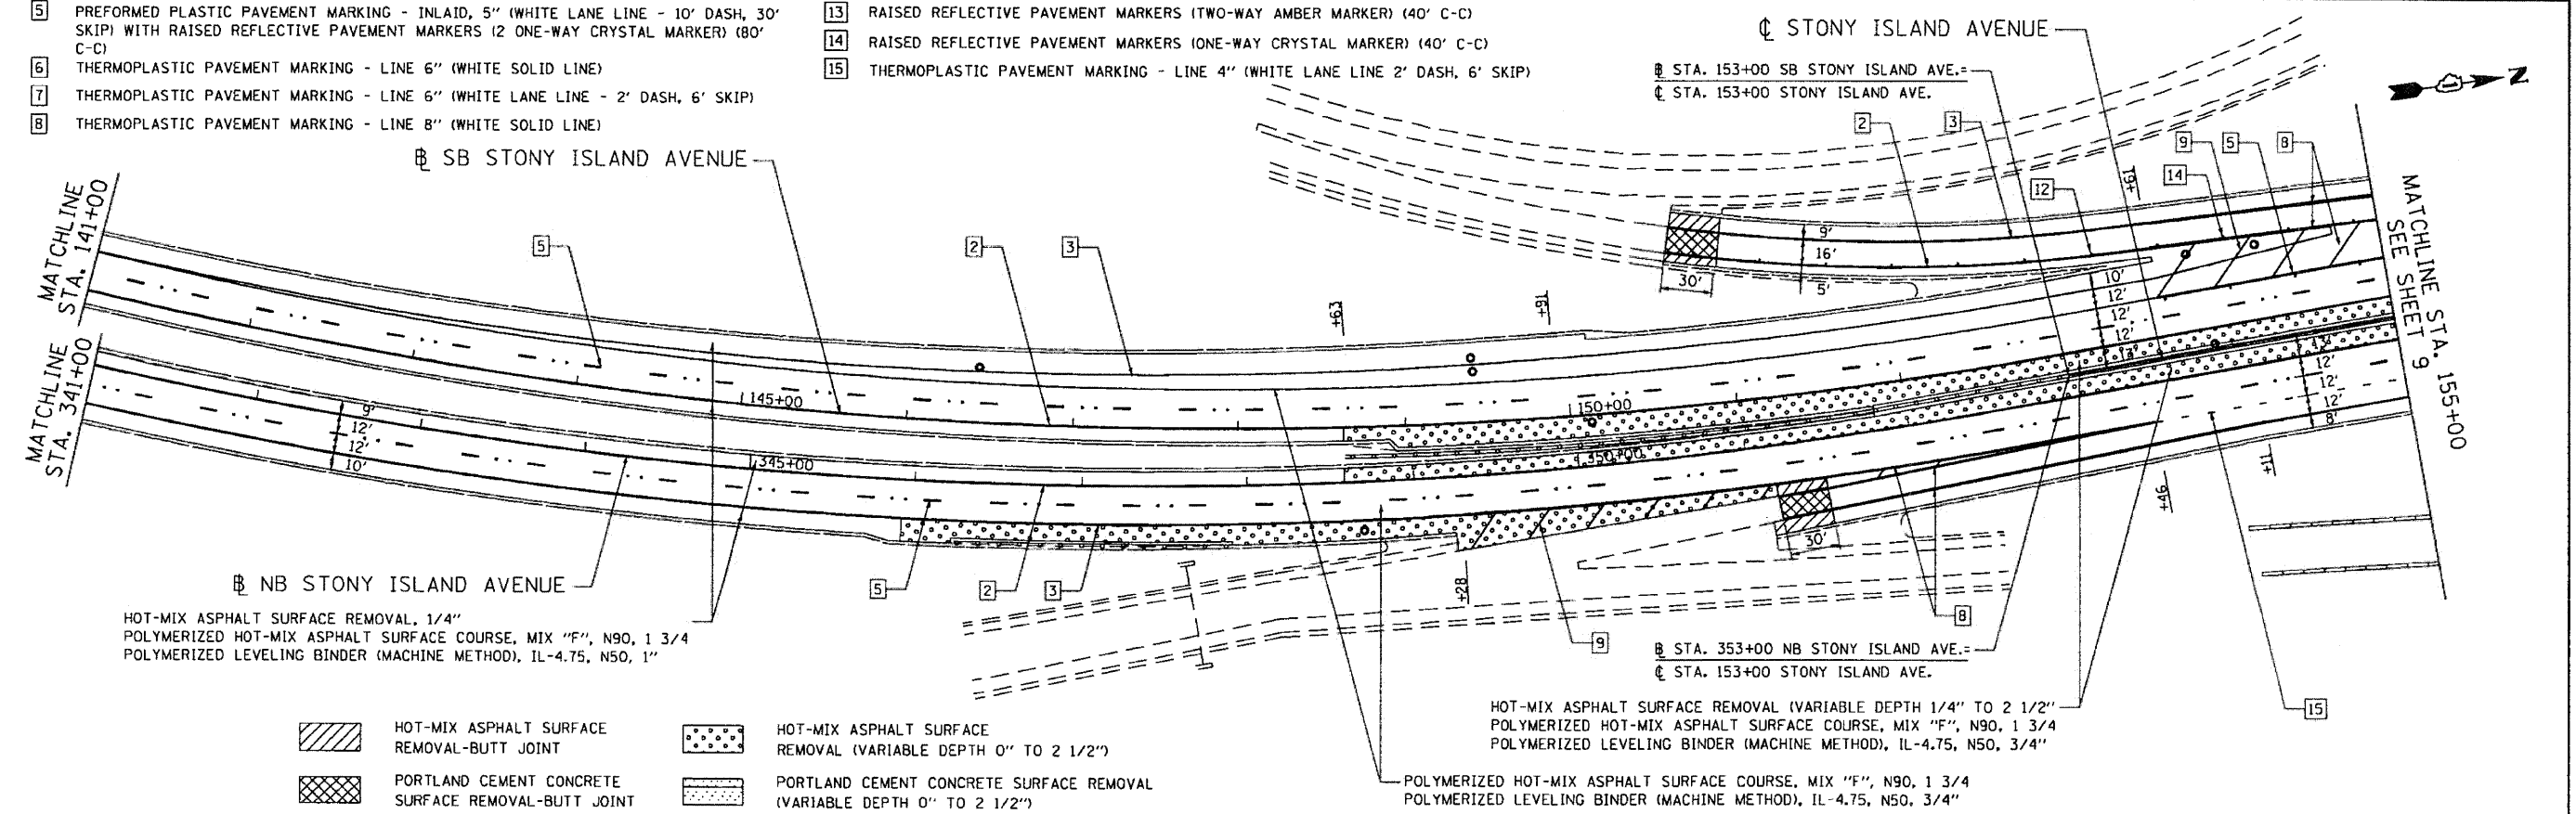 5 PREFORMED PLASTIC PAVEMENT MARKING - INLAID, 5" (WHITE LANE LINE - 10' DASH, 30'
SKIP) WITH RAISED REFLECTIVE PAVEMENT MARKERS (2 ONE-WAY CRYSTAL MARKER) (80'
C-C)
6 THERMOPLASTIC PAVEMENT MARKING - LINE 6" (WHITE SOLID LINE)
7 THERMOPLASTIC PAVEMENT MARKING - LINE 6" (WHITE LANE LINE - 2' DASH, 6' SKIP)
8 THERMOPLASTIC PAVEMENT MARKING - LINE 8" (WHITE SOLID LINE)
13 RAISED REFLECTIVE PAVEMENT MARKERS (TWO-WAY AMBER MARKER) (40' C-C)
14 RAISED REFLECTIVE PAVEMENT MARKERS (ONE-WAY CRYSTAL MARKER) (40' C-C)
15 THERMOPLASTIC PAVEMENT MARKING - LINE 4" (WHITE LANE LINE 2' DASH, 6' SKIP)
℄ STONY ISLAND AVENUE
B STA. 153+00 SB STONY ISLAND AVE.=
℄ STA. 153+00 STONY ISLAND AVE.
N
2
3
9
5
8
14
12
+91
B SB STONY ISLAND AVENUE
MATCHLINE
STA. 141+00
5
2
3
+63
+91
9'
16'
5'
30'
10'
12'
12'
12'
MATCHLINE STA. 155+00
SEE SHEET 9
145+00
150+00
MATCHLINE
STA. 341+00
9'
12'
12'
10'
345+00
350+00
13'
12'
12'
12'
8'
+11
+46
30'
+28
B NB STONY ISLAND AVENUE
5
2
3
9
8
15
HOT-MIX ASPHALT SURFACE REMOVAL, 1/4"
POLYMERIZED HOT-MIX ASPHALT SURFACE COURSE, MIX "F", N90, 1 3/4
POLYMERIZED LEVELING BINDER (MACHINE METHOD), IL-4.75, N50, 1"
B STA. 353+00 NB STONY ISLAND AVE.=
℄ STA. 153+00 STONY ISLAND AVE.
HOT-MIX ASPHALT SURFACE REMOVAL (VARIABLE DEPTH 1/4" TO 2 1/2"
POLYMERIZED HOT-MIX ASPHALT SURFACE COURSE, MIX "F", N90, 1 3/4
POLYMERIZED LEVELING BINDER (MACHINE METHOD), IL-4.75, N50, 3/4"
POLYMERIZED HOT-MIX ASPHALT SURFACE COURSE, MIX "F", N90, 1 3/4
POLYMERIZED LEVELING BINDER (MACHINE METHOD), IL-4.75, N50, 3/4"
HOT-MIX ASPHALT SURFACE
REMOVAL-BUTT JOINT
PORTLAND CEMENT CONCRETE
SURFACE REMOVAL-BUTT JOINT
HOT-MIX ASPHALT SURFACE
REMOVAL (VARIABLE DEPTH 0" TO 2 1/2")
PORTLAND CEMENT CONCRETE SURFACE REMOVAL
(VARIABLE DEPTH 0" TO 2 1/2")